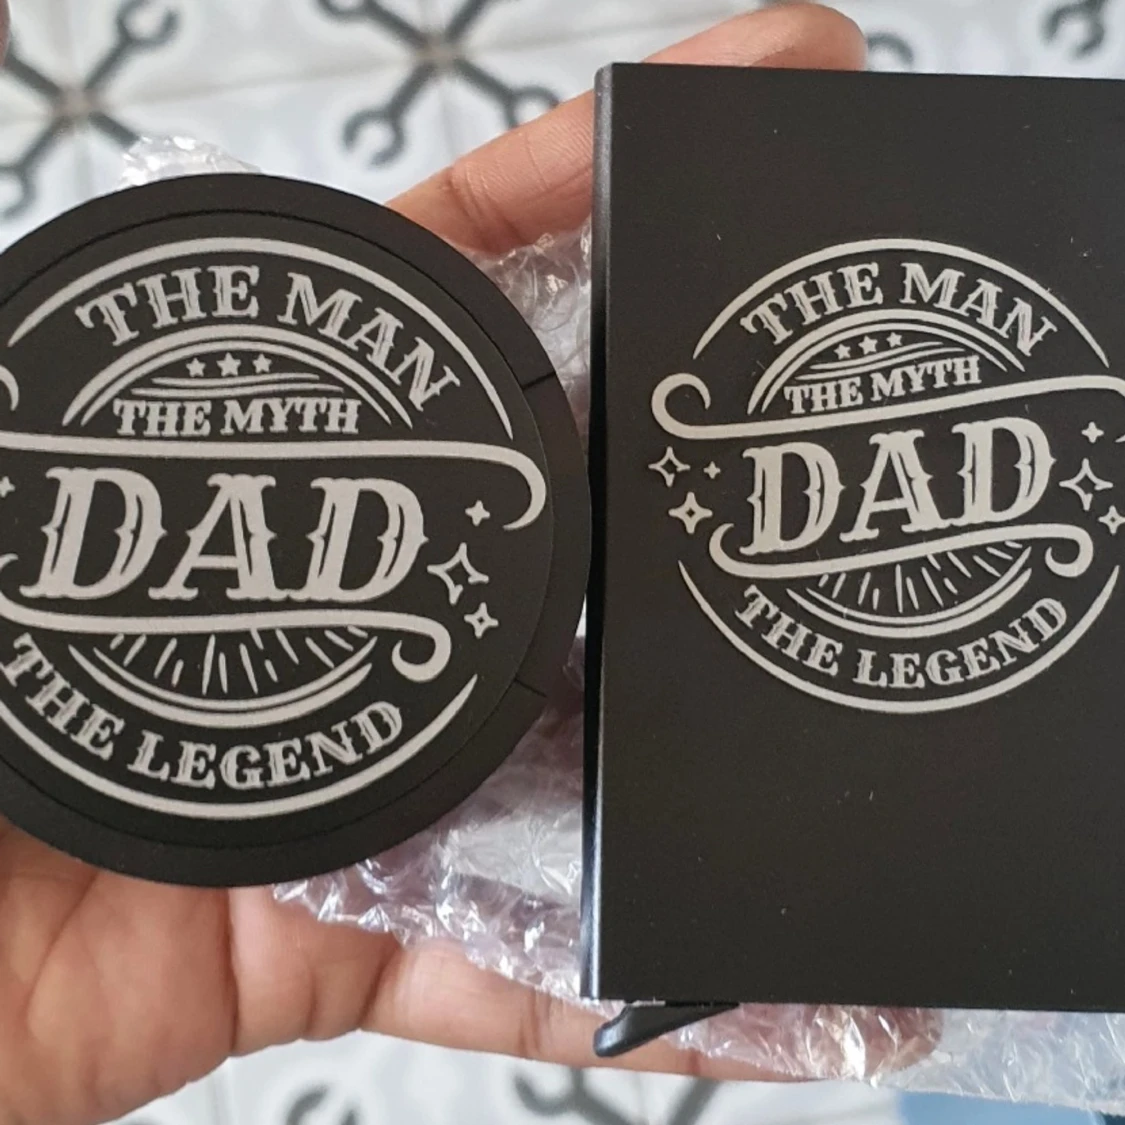 THE MAN
THE MYTH
DAD
THE LEGEND
THE MAN
THE MYTH
DAD
THE LEGEND